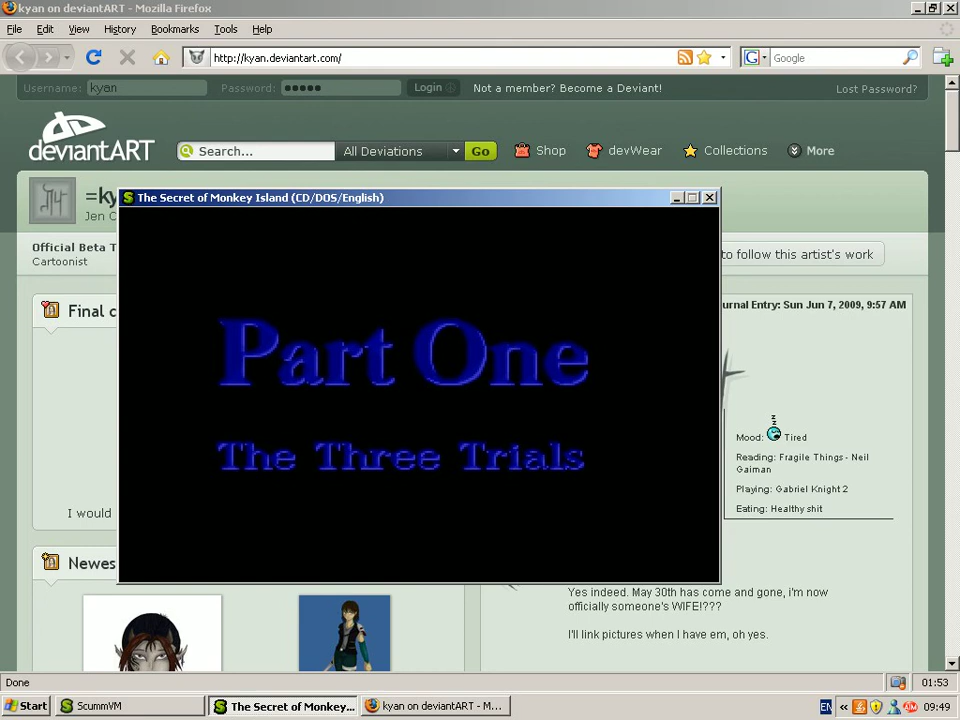 kyan on deviantART - Mozilla Firefox
File Edit View History Bookmarks Tools Help
http://kyan.deviantart.com/
Google
Username: kyan Password: Login Not a member? Become a Deviant! Lost Password?
deviantART Search... All Deviations Go Shop deviWear Collections More
=ky
Jen C
Official Beta T
Cartoonist
to follow this artist's work
The Secret of Monkey Island (CD/DOS/English)
Part One
The Three Trials
Final c
I would
Newes
urnal Entry: Sun Jun 7, 2009, 9:57 AM
Mood: Tired
Reading: Fragile Things - Neil
Gaiman
Playing: Gabriel Knight 2
Eating: Healthy shit
Yes indeed. May 30th has come and gone, i'm now
officially someone's WIFE!???
I'll link pictures when I have em, oh yes.
Done 01:53
Start ScummVM The Secret of Monkey... kyan on deviantART - M... EN « 09:49